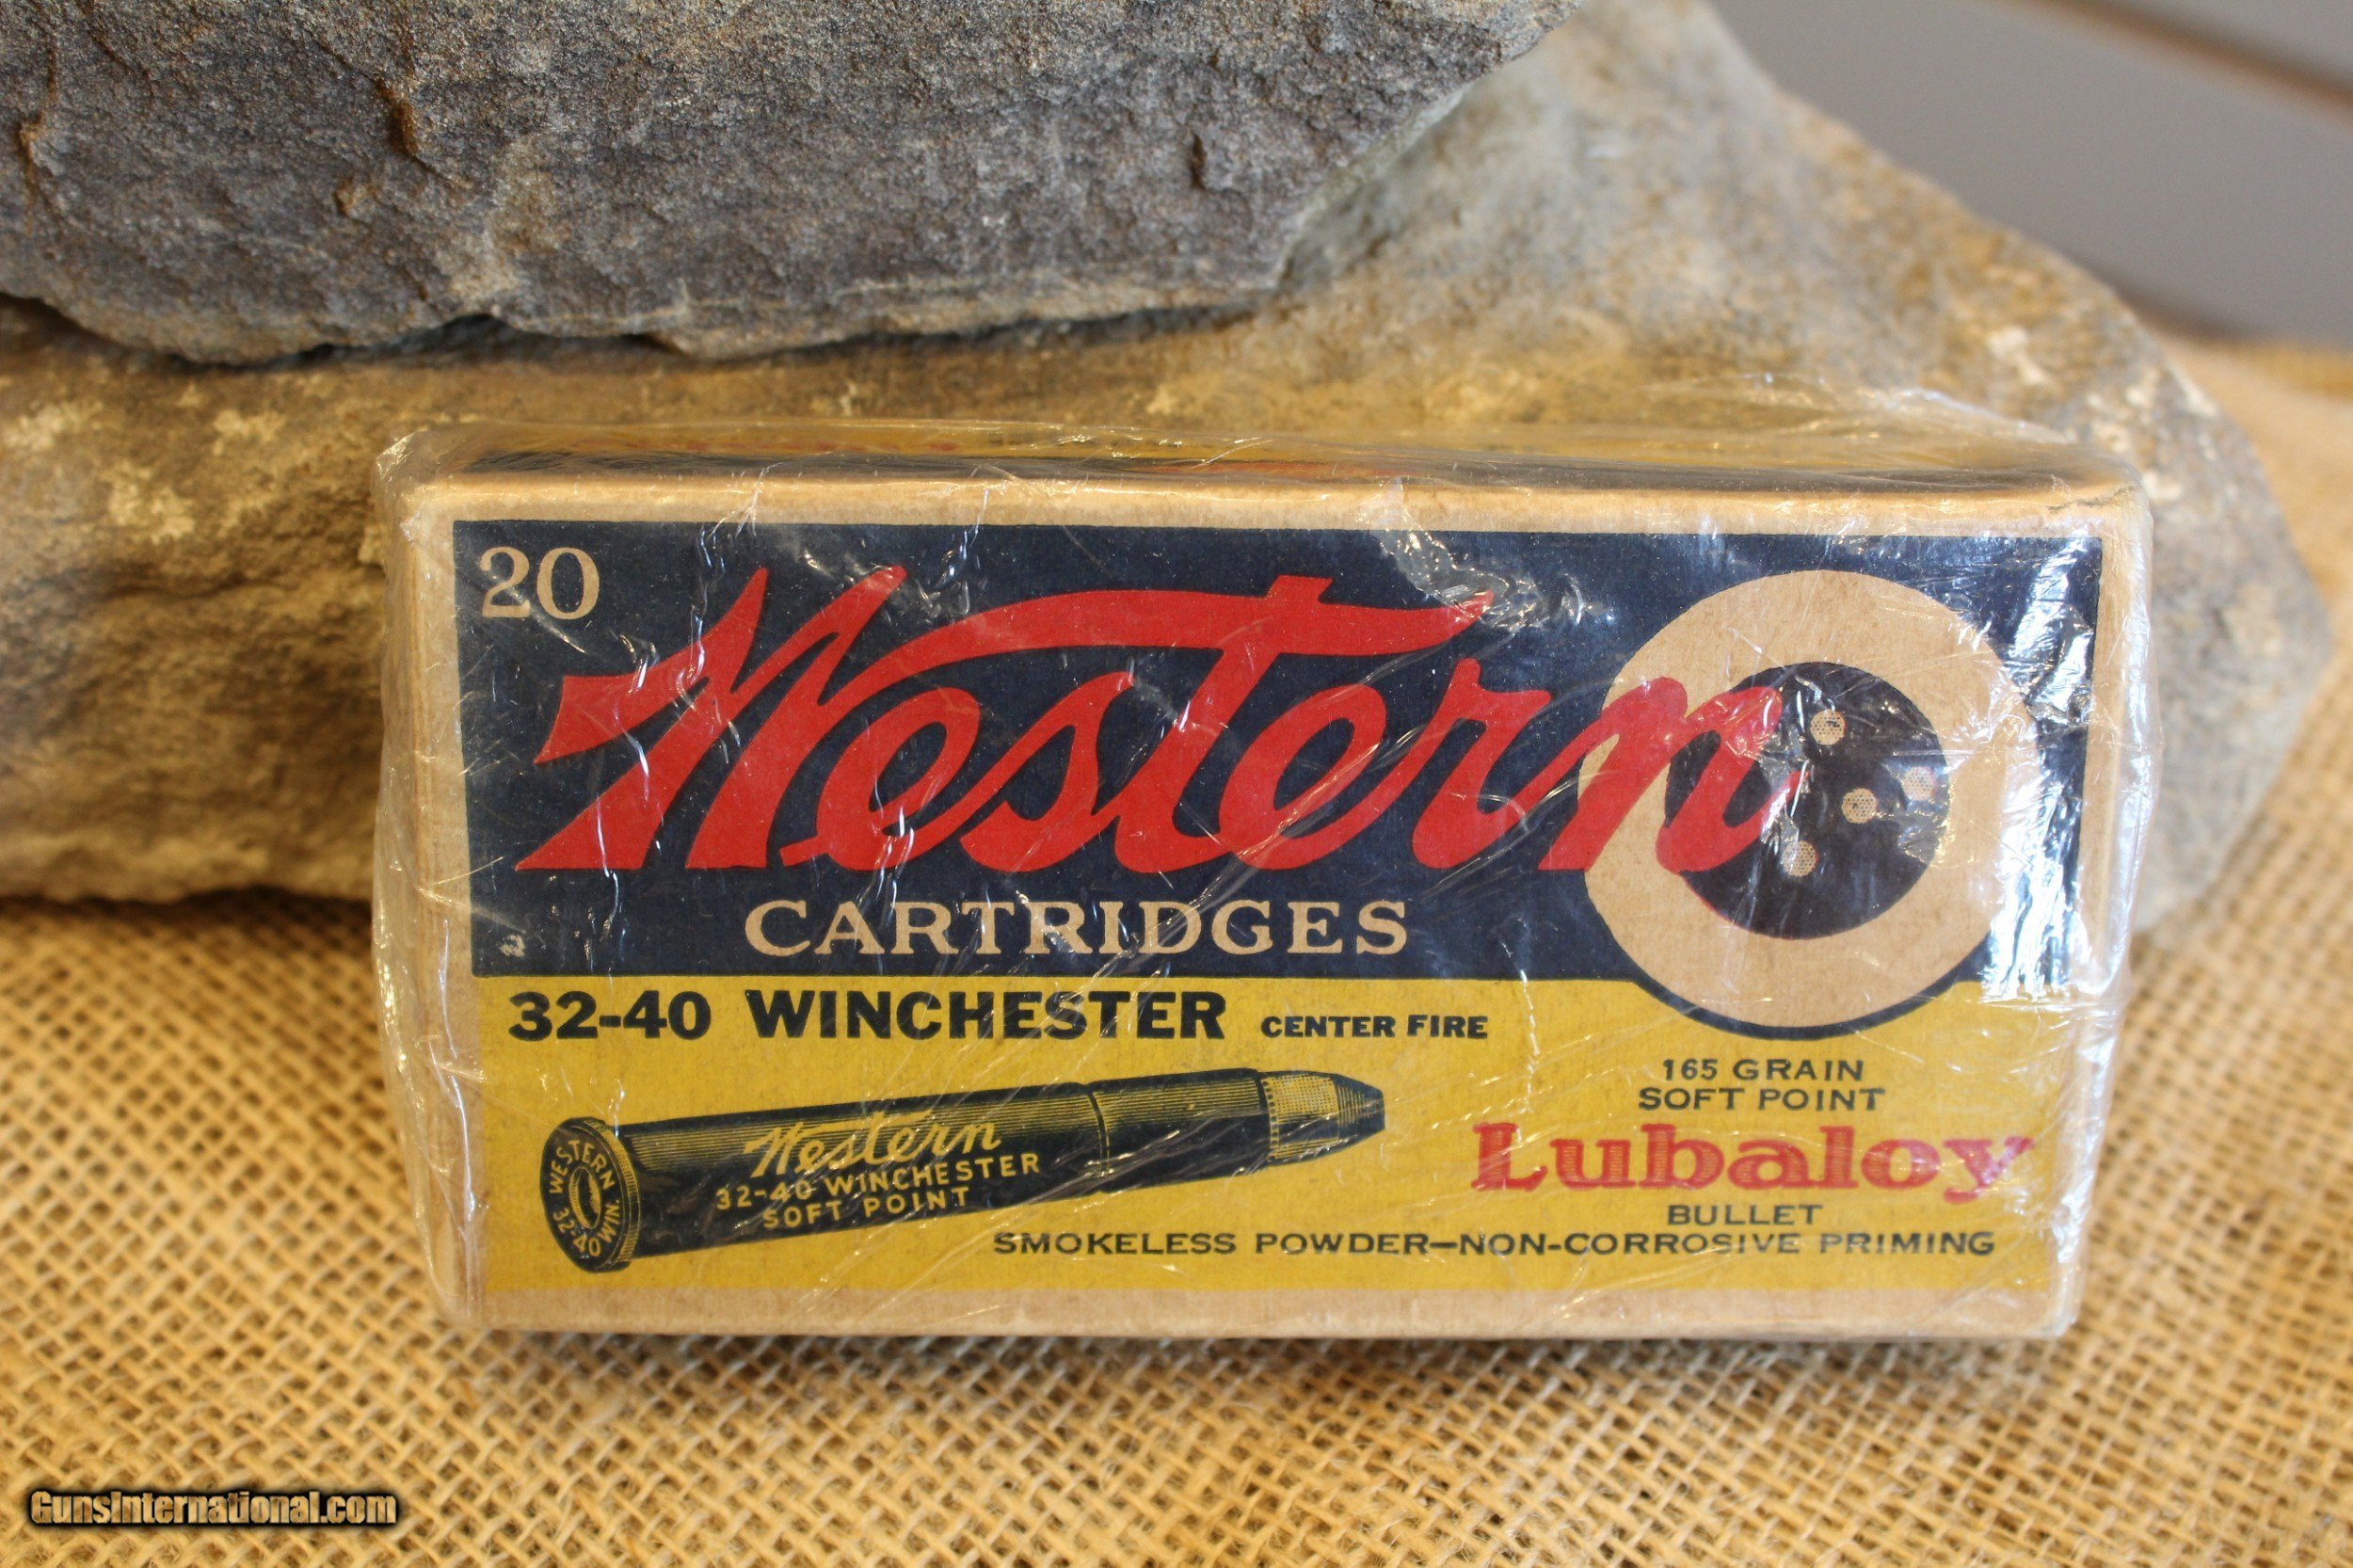 20
Western
CARTRIDGES
32-40 WINCHESTER CENTER FIRE
165 GRAIN
SOFT POINT
Lubaloy
BULLET
SMOKELESS POWDER—NON-CORROSIVE PRIMING
Western
32-40 WINCHESTER
SOFT POINT
WESTERN
32-40 WIN.
GunsInternational.com